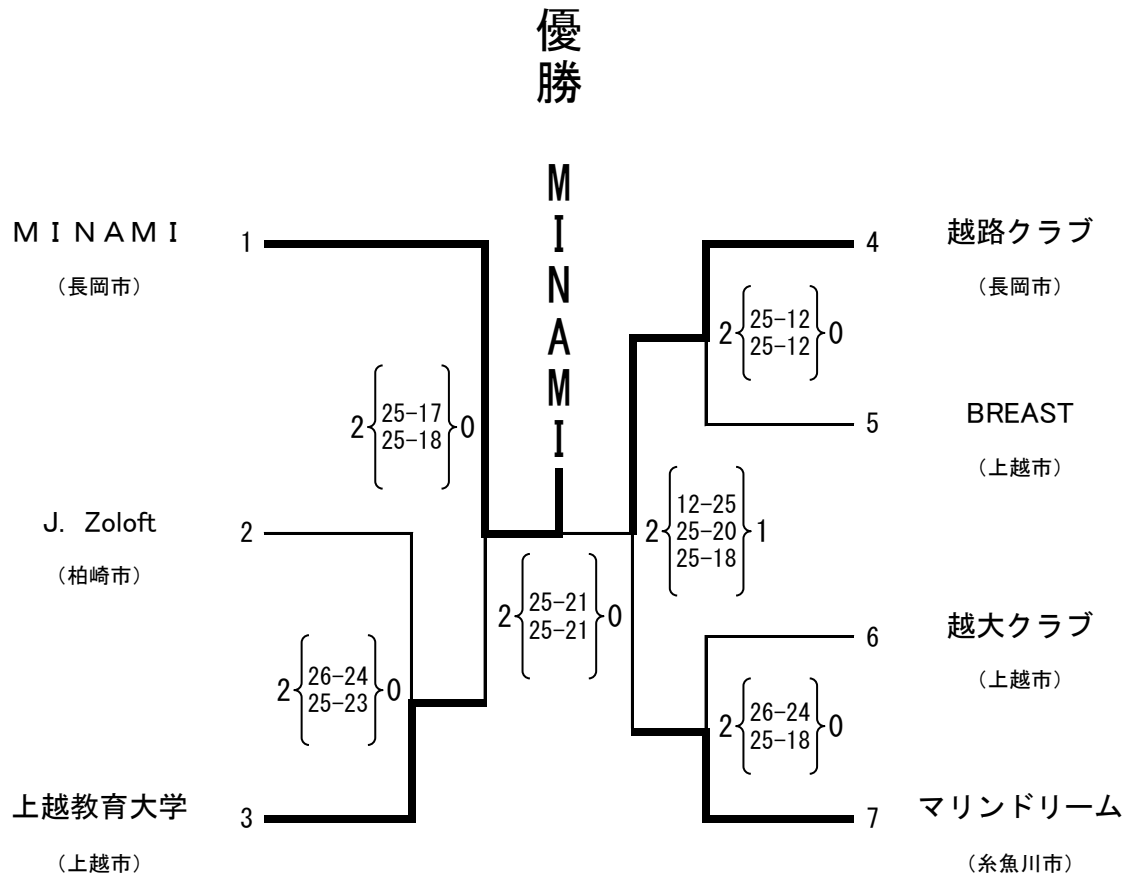 優勝
MINAMI
ＭＩＮＡＭＩ
1
（長岡市）
2
25-17
25-18
0
J. Zoloft
2
（柏崎市）
2
26-24
25-23
0
上越教育大学
3
（上越市）
2
25-21
25-21
0
越路クラブ
4
（長岡市）
2
25-12
25-12
0
BREAST
5
（上越市）
2
12-25
25-20
25-18
1
越大クラブ
6
（上越市）
2
26-24
25-18
0
マリンドリーム
7
（糸魚川市）